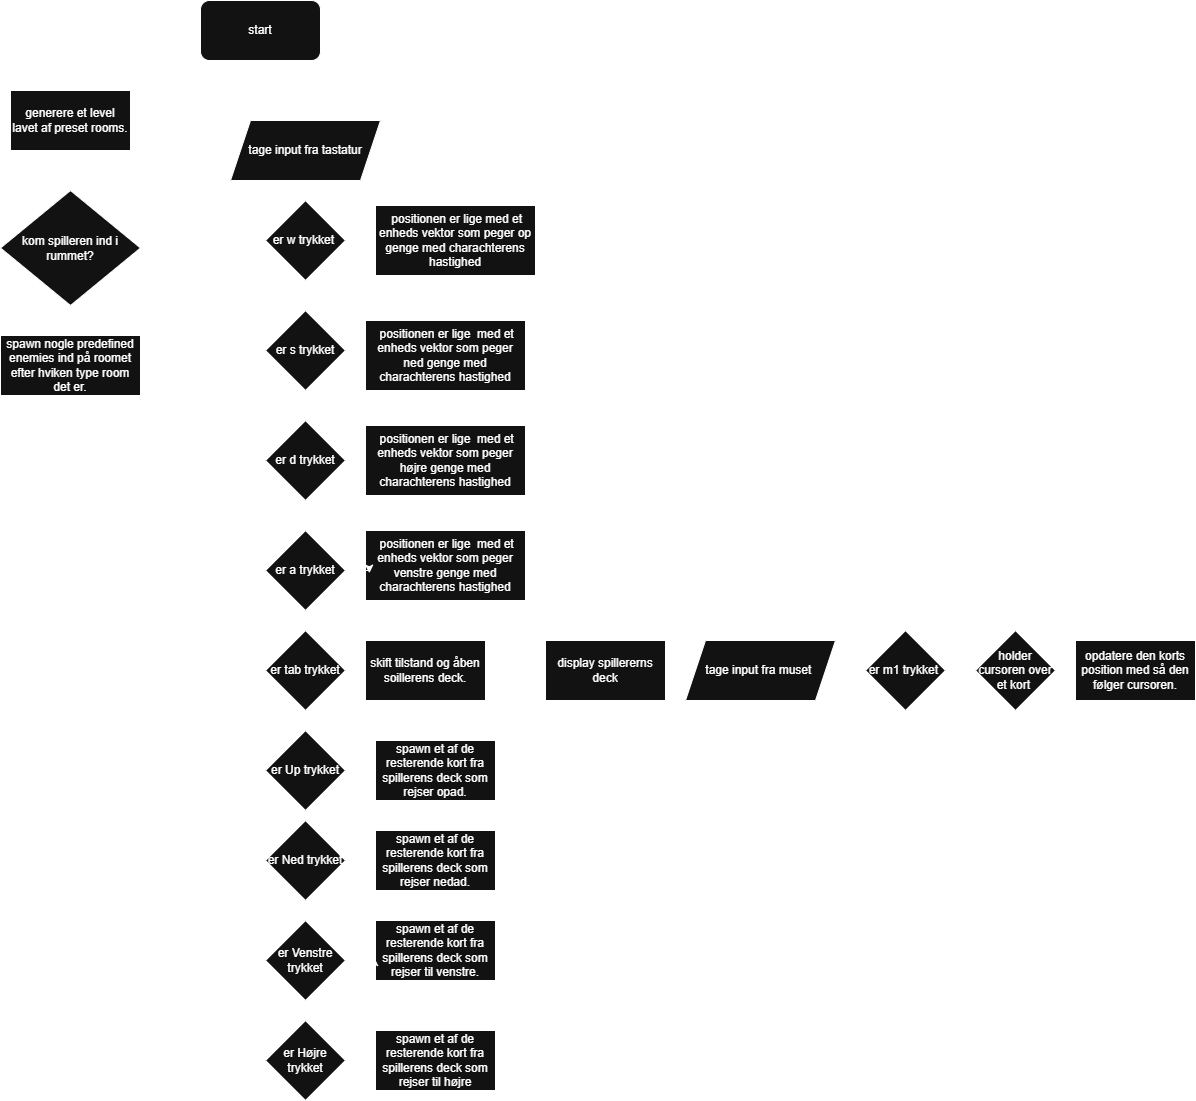 start
generere et level
lavet af preset rooms.
kom spilleren ind i
rummet?
spawn nogle predefined
enemies ind på roomet
efter hviken type room
det er.
tage input fra tastatur
er w trykket
positionen er lige med et
enheds vektor som peger op
genge med charachterens
hastighed
er s trykket
positionen er lige med et
enheds vektor som peger
ned genge med
charachterens hastighed
er d trykket
positionen er lige med et
enheds vektor som peger
højre genge med
charachterens hastighed
er a trykket
positionen er lige med et
enheds vektor som peger
venstre genge med
charachterens hastighed
er tab trykket
skift tilstand og åben
soillerens deck.
display spillererns
deck
tage input fra muset
er m1 trykket
holder
cursoren over
et kort
opdatere den korts
position med så den
følger cursoren.
er Up trykket
spawn et af de
resterende kort fra
spillerens deck som
rejser opad.
er Ned trykket
spawn et af de
resterende kort fra
spillerens deck som
rejser nedad.
er Venstre
trykket
spawn et af de
resterende kort fra
spillerens deck som
rejser til venstre.
er Højre
trykket
spawn et af de
resterende kort fra
spillerens deck som
rejser til højre